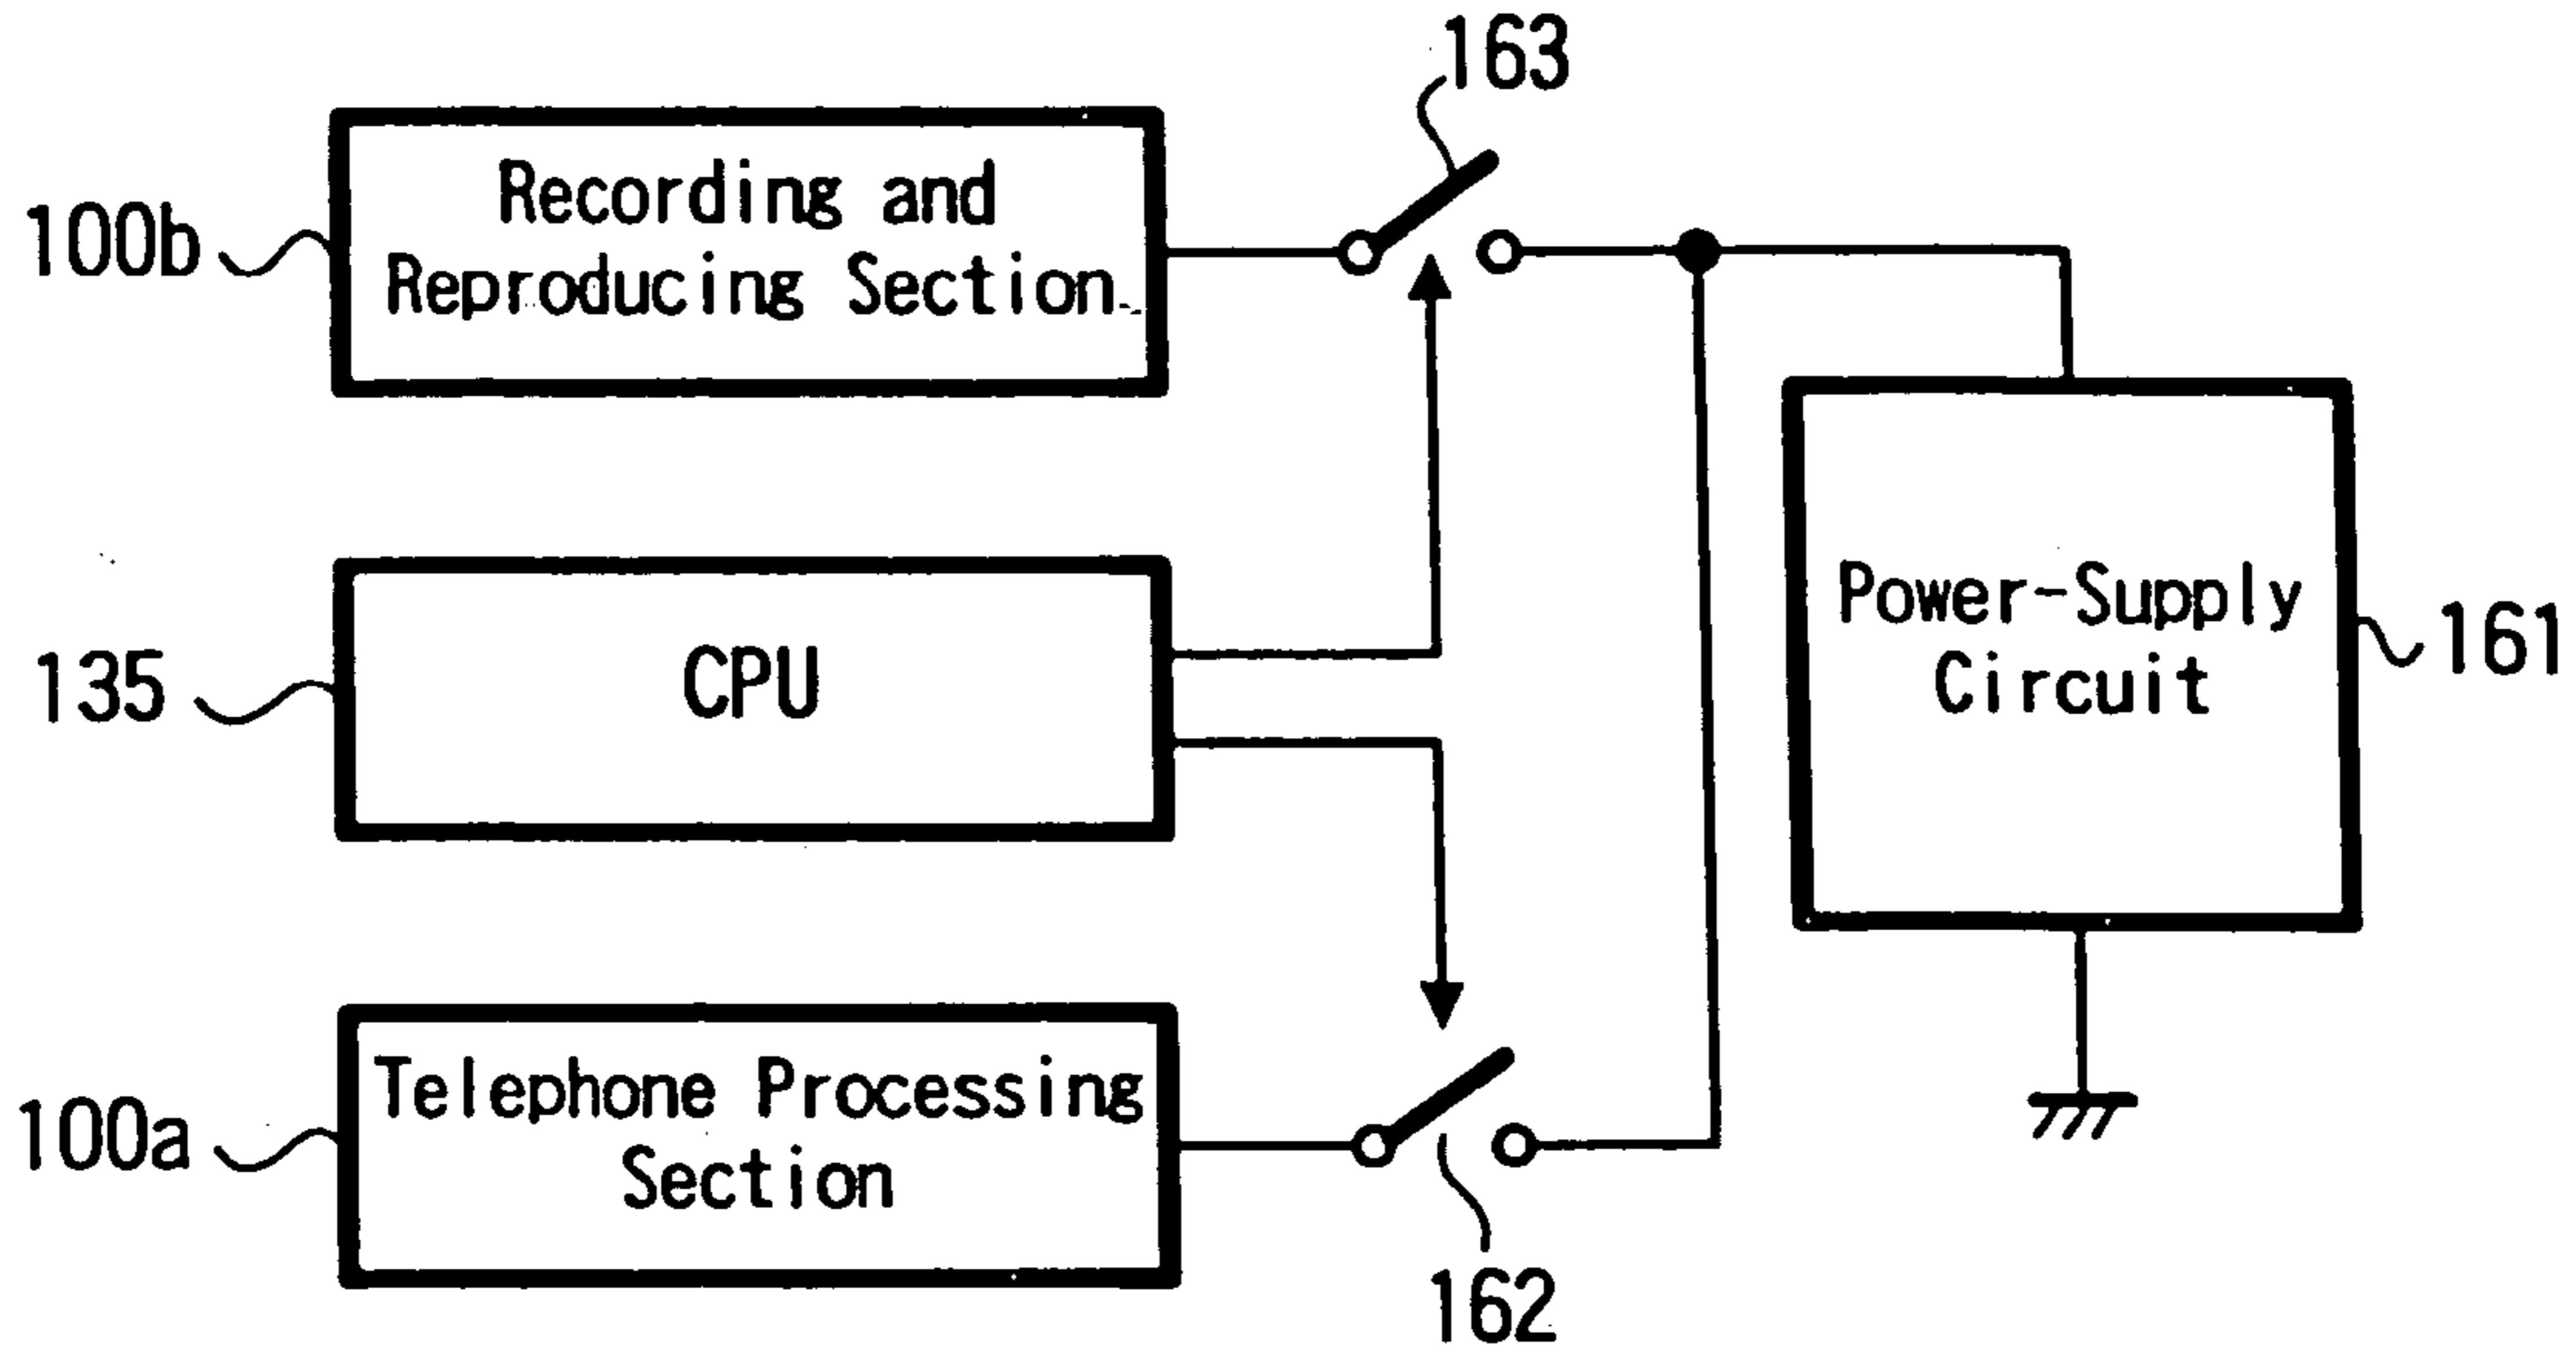 163
Recording and
Reproducing Section
100b
CPU
135
Power-Supply
Circuit
161
Telephone Processing
Section
100a
162